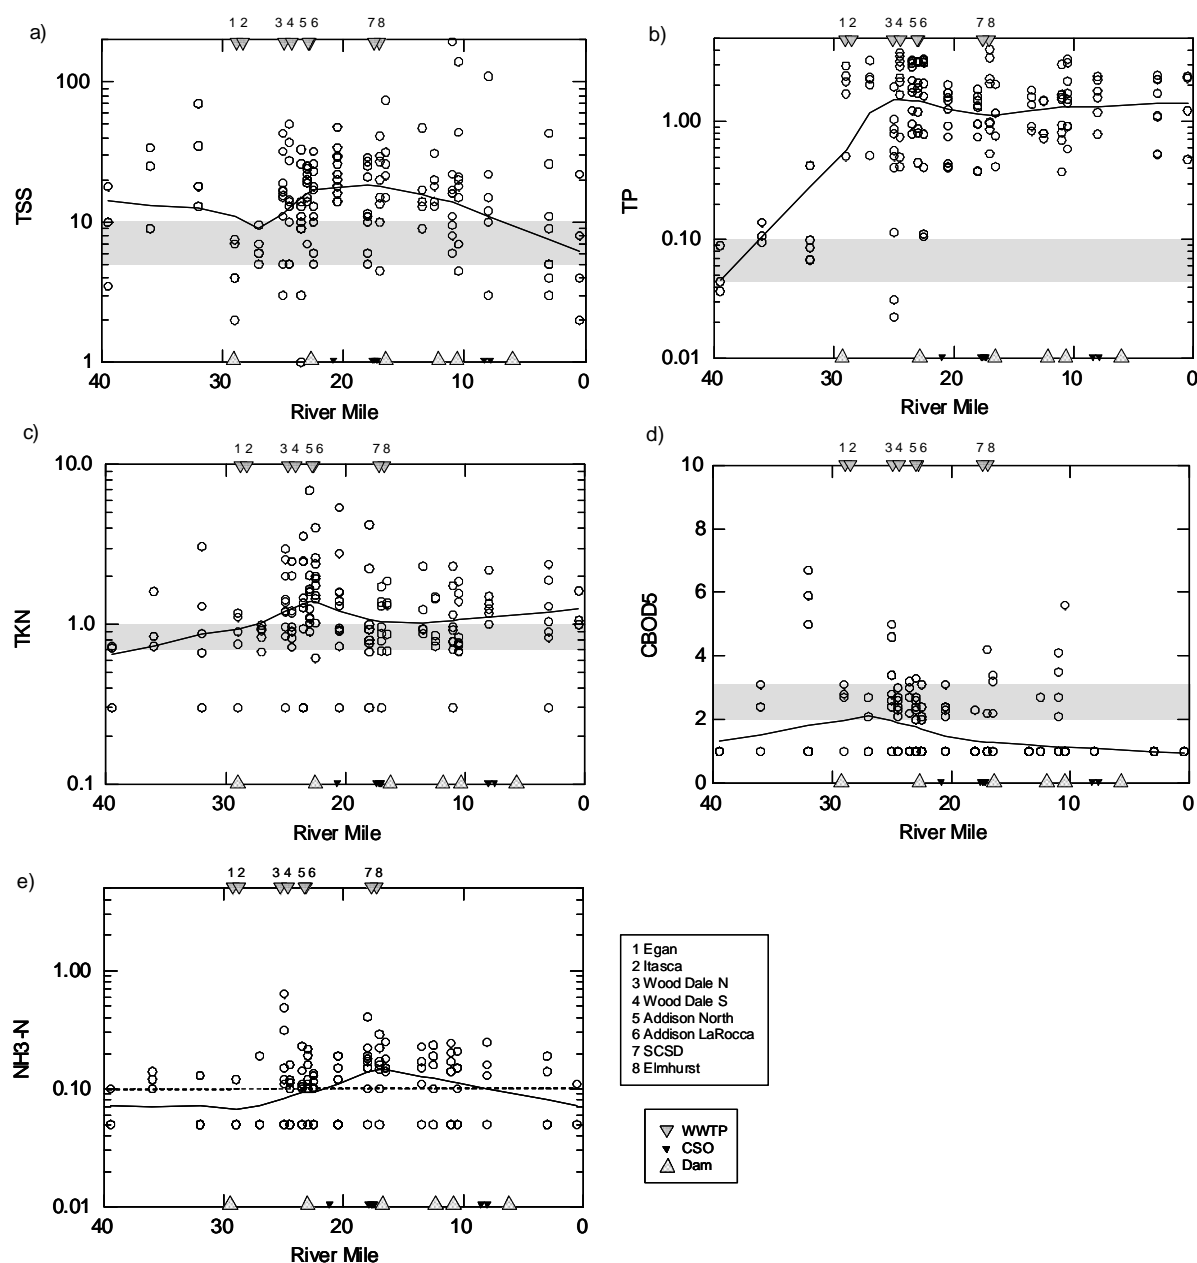 a)
1 2 3 4 5 6 7 8
TSS
100
10
1
40 30 20 10 0
River Mile
b)
1 2 3 4 5 6 7 8
TP
1.00
0.10
0.01
40 30 20 10 0
River Mile
c)
1 2 3 4 5 6 7 8
TKN
10.0
1.0
0.1
40 30 20 10 0
River Mile
d)
1 2 3 4 5 6 7 8
CBOD5
10
8
6
4
2
0
40 30 20 10 0
River Mile
e)
1 2 3 4 5 6 7 8
NH3-N
1.00
0.10
0.01
40 30 20 10 0
River Mile
1 Egan
2 Itasca
3 Wood Dale N
4 Wood Dale S
5 Addison North
6 Addison LaRocca
7 SCSD
8 Elmhurst
WWTP
CSO
Dam